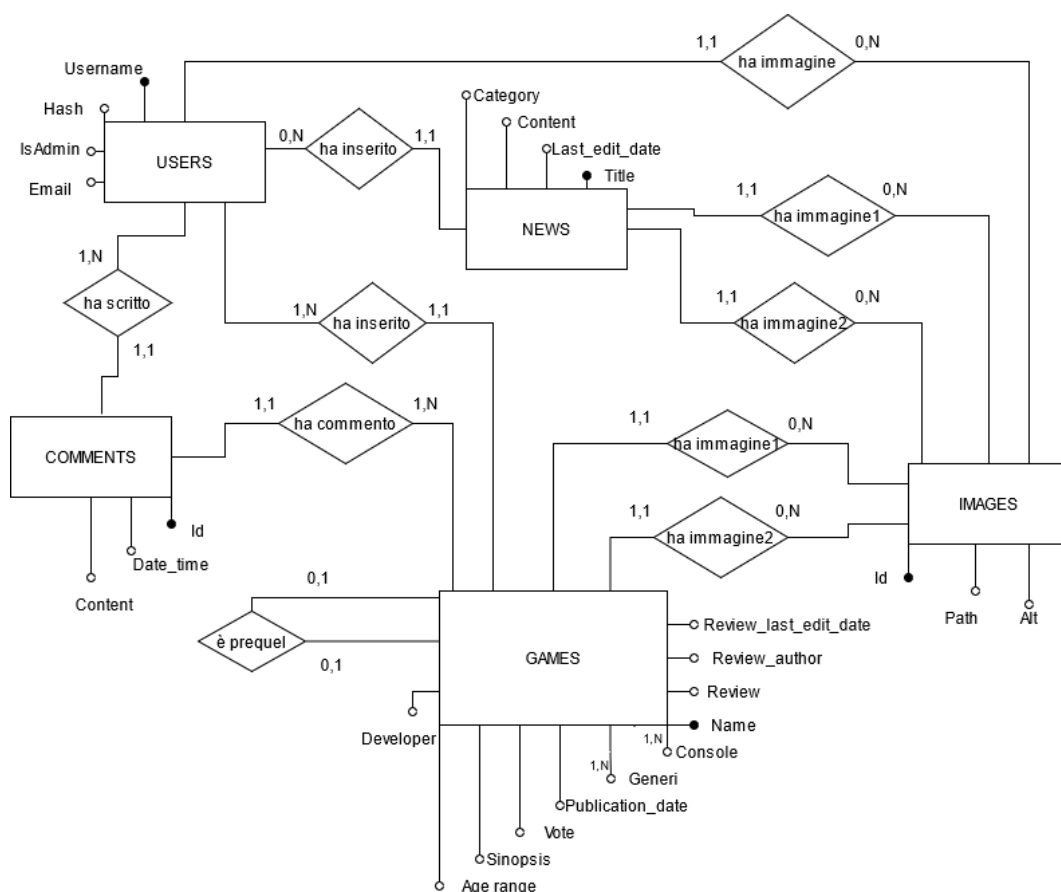 1,1
0,N
ha immagine
Username
Hash
IsAdmin
Email
USERS
0,N
ha inserito
1,1
Category
Content
Last_edit_date
Title
NEWS
1,1
0,N
ha immagine1
1,1
0,N
ha immagine2
1,N
ha scritto
1,1
1,N
ha inserito
1,1
COMMENTS
1,1
1,N
ha commento
Id
Date_time
Content
1,1
0,N
ha immagine1
1,1
0,N
ha immagine2
IMAGES
Id
Path
Alt
0,1
è prequel
0,1
GAMES
Review_last_edit_date
Review_author
Review
Name
1,N
Console
1,N
Generi
Publication_date
Vote
Sinopsis
Age range
Developer